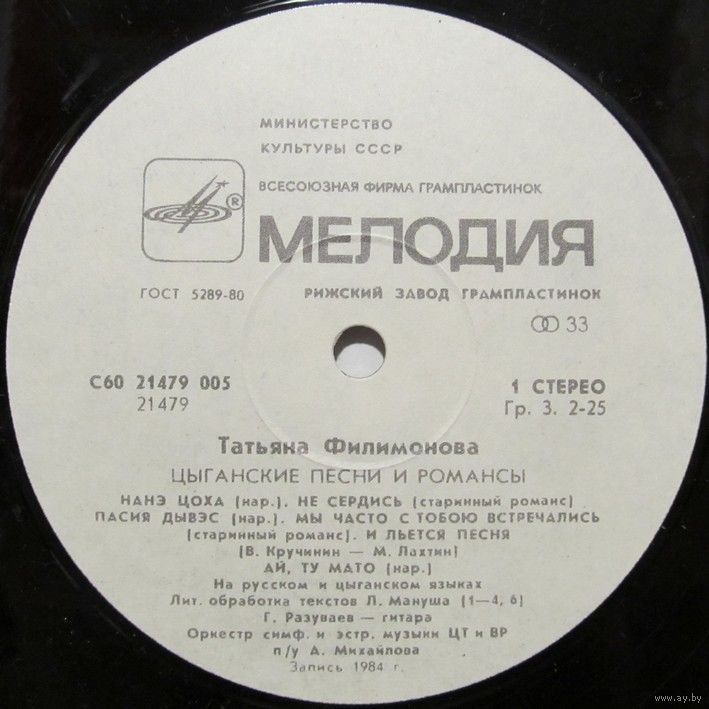 МИНИСТЕРСТВО
КУЛЬТУРЫ СССР
ВСЕСОЮЗНАЯ ФИРМА ГРАМПЛАСТИНОК
®
МЕЛОДИЯ
ГОСТ 5289-80
РИЖСКИЙ ЗАВОД ГРАМПЛАСТИНОК
33
С60 21479 005
1 СТЕРЕО
21479
Гр. 3. 2-25
Татьяна Филимонова
ЦЫГАНСКИЕ ПЕСНИ И РОМАНСЫ
НАНЭ ЦОХА (нар.). НЕ СЕРДИСЬ (старинный романс)
ПАСИЯ ДЫВЭС (нар.). МЫ ЧАСТО С ТОБОЮ ВСТРЕЧАЛИСЬ
(старинный романс). И ЛЬЕТСЯ ПЕСНЯ
(В. Кручинин — М. Лахтин)
АЙ, ТУ МАТО (нар.)
На русском и цыганском языках
Лит. обработка текстов Л. Мануша (1—4, 6)
Г. Разуваев — гитара
Оркестр симф. и эстр. музыки ЦТ и ВР
п/у А. Михайлова
Запись 1984 г.
www.ay.by